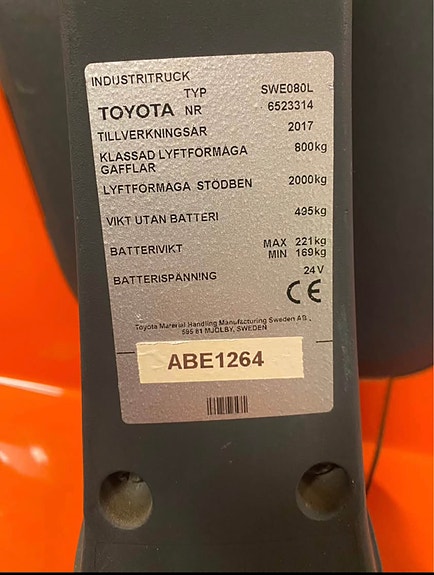 INDUSTRITRUCK
TYP SWE080L
TOYOTA NR 6523314
TILLVERKNINGSÅR 2017
KLASSAD LYFTFÖRMÅGA 800kg
GAFFLAR
LYFTFÖRMÅGA STÖDBEN 2000kg
VIKT UTAN BATTERI 495kg
BATTERIVIKT MAX 221kg
MIN 169kg
BATTERISPÄNNING 24V
CE
Toyota Material Handling Manufacturing Sweden AB,
595 81 MJÖLBY, SWEDEN
ABE1264